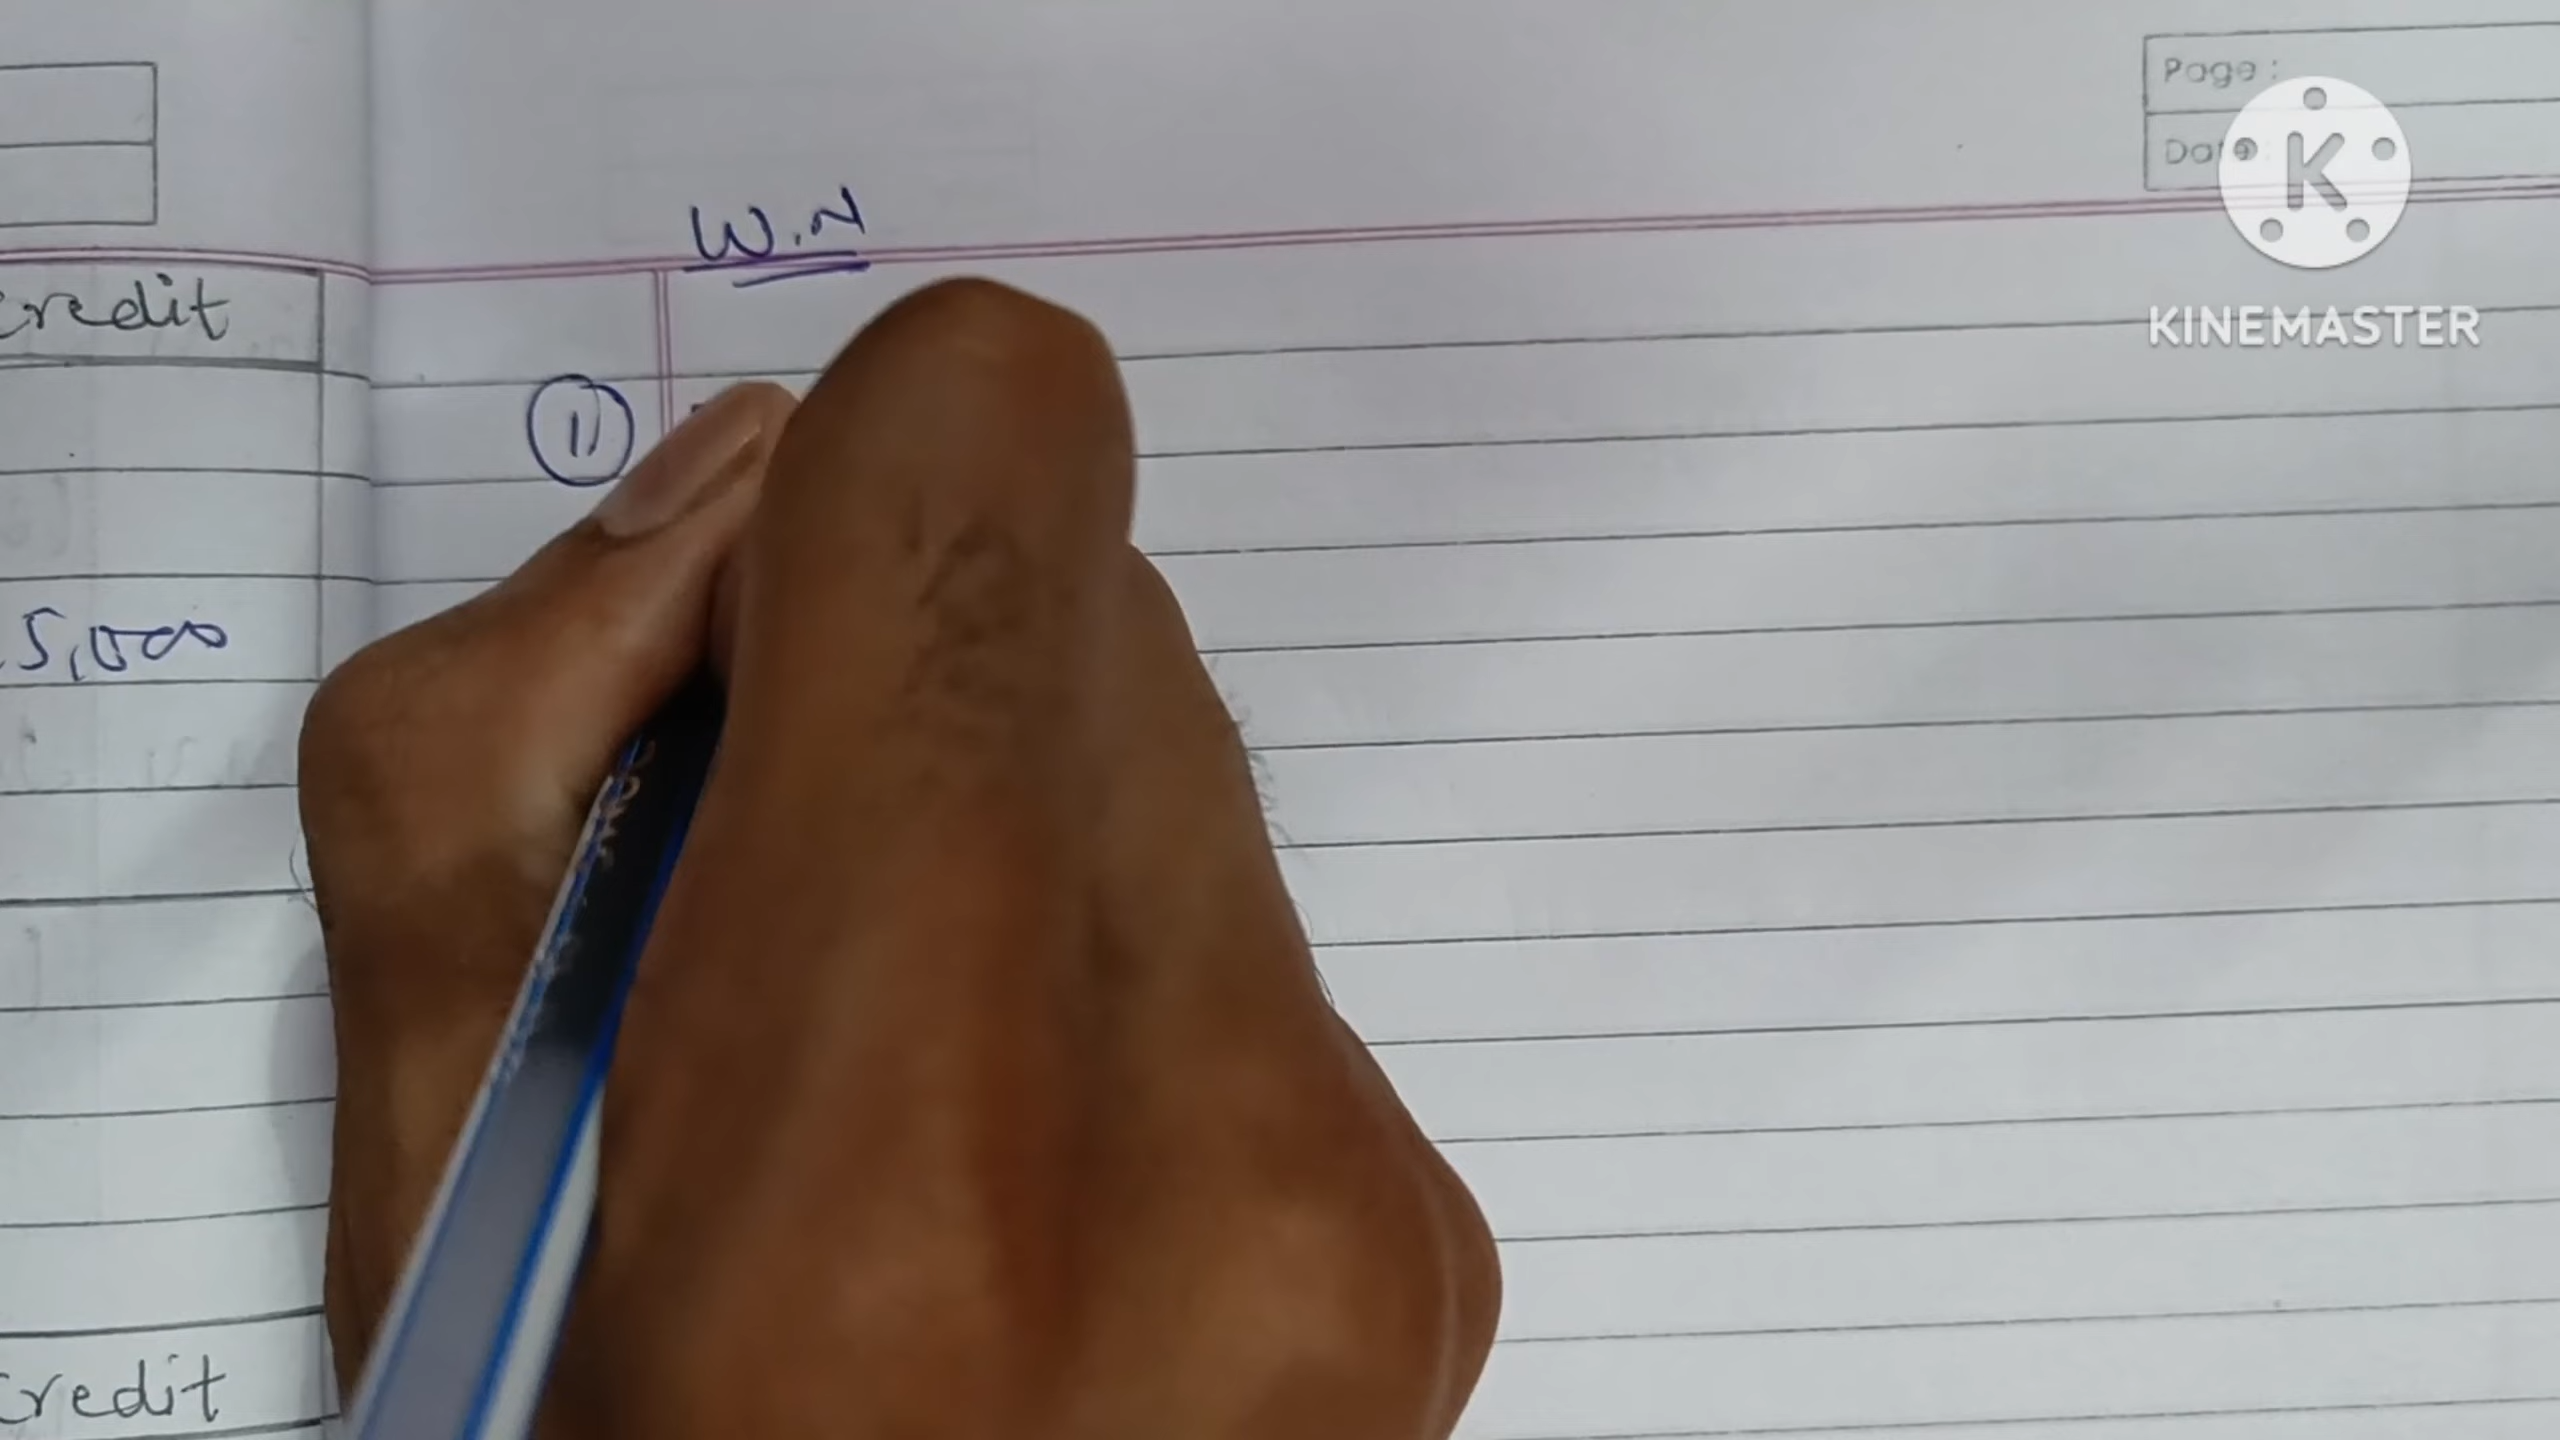 Page :
Date :
KINEMASTER
W.N
Credit
1
5,000
Credit